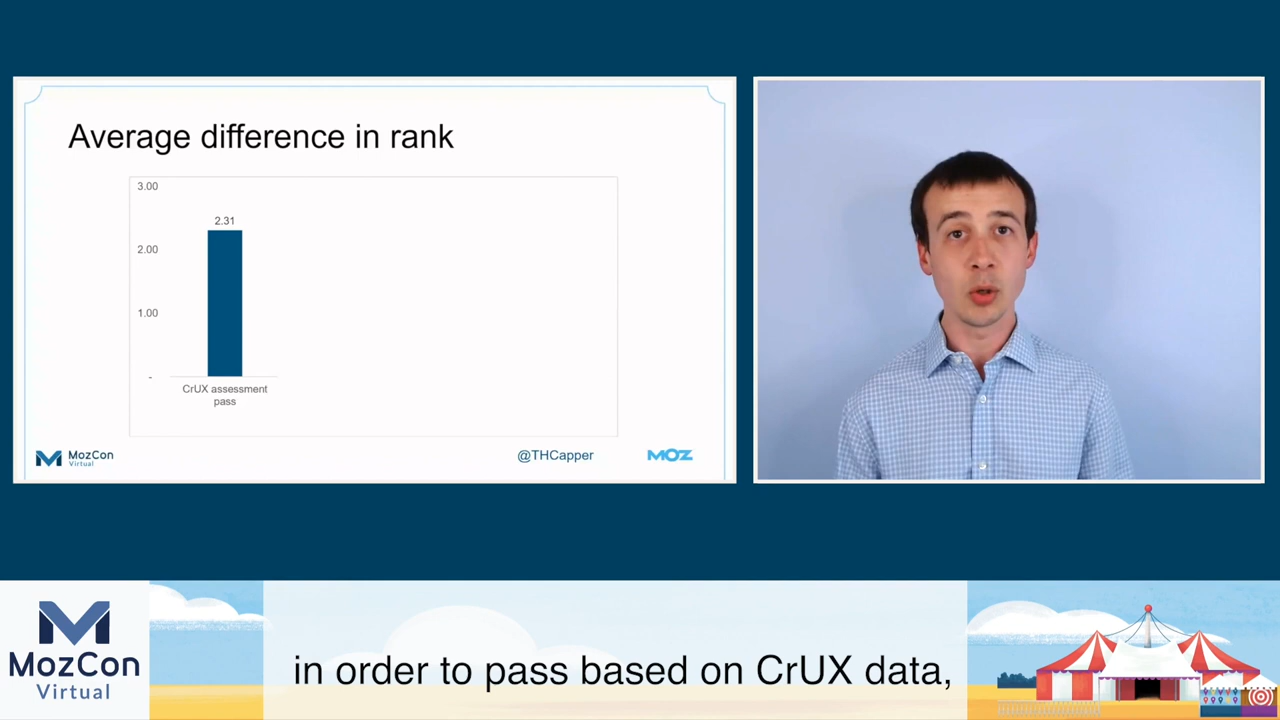 Average difference in rank
3.00
2.31
2.00
1.00
-
CrUX assessment
pass
MozCon
Virtual
@THCapper
MOZ
MozCon
Virtual
in order to pass based on CrUX data,